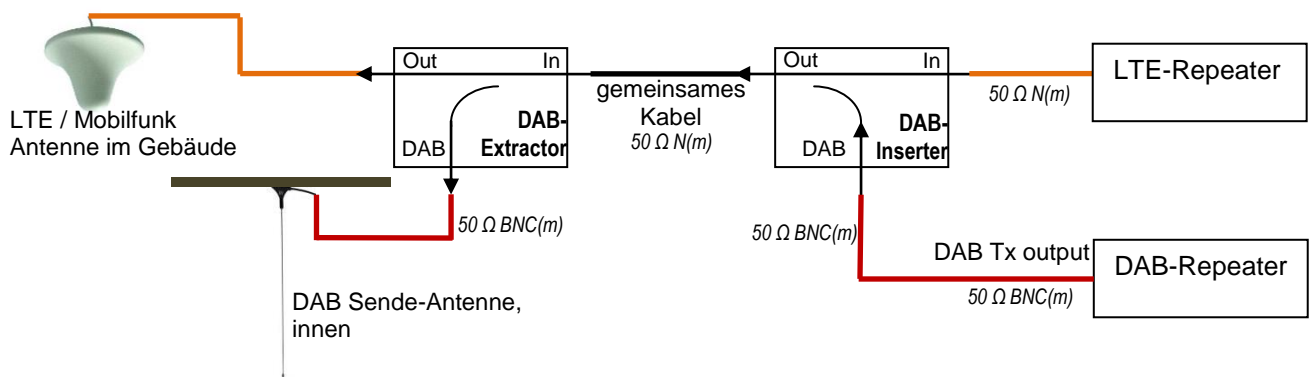 Out
In
DAB-
Extractor
DAB
Out
In
DAB-
Inserter
DAB
LTE-Repeater
50 Ω N(m)
gemeinsames
Kabel
50 Ω N(m)
LTE / Mobilfunk
Antenne im Gebäude
50 Ω BNC(m)
50 Ω BNC(m)
DAB Tx output
DAB-Repeater
50 Ω BNC(m)
DAB Sende-Antenne,
innen